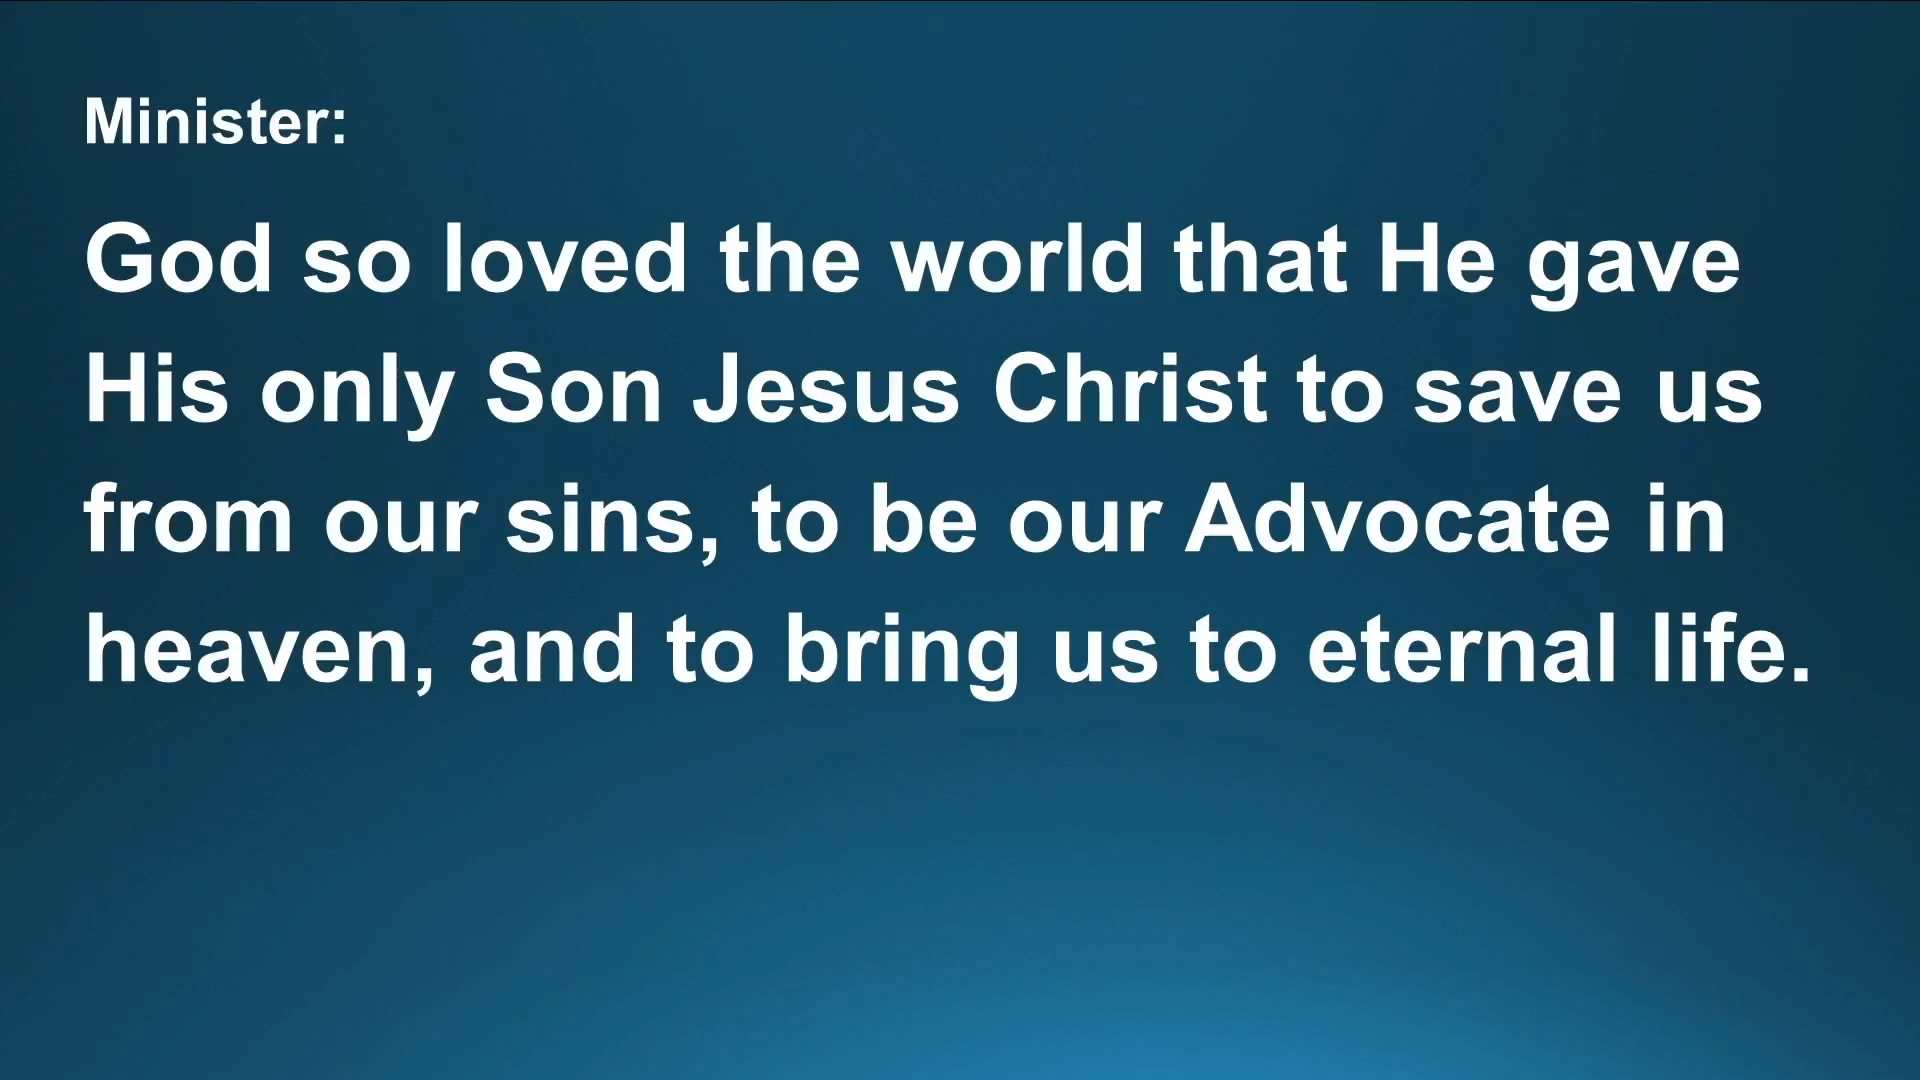 Minister:
God so loved the world that He gave
His only Son Jesus Christ to save us
from our sins, to be our Advocate in
heaven, and to bring us to eternal life.